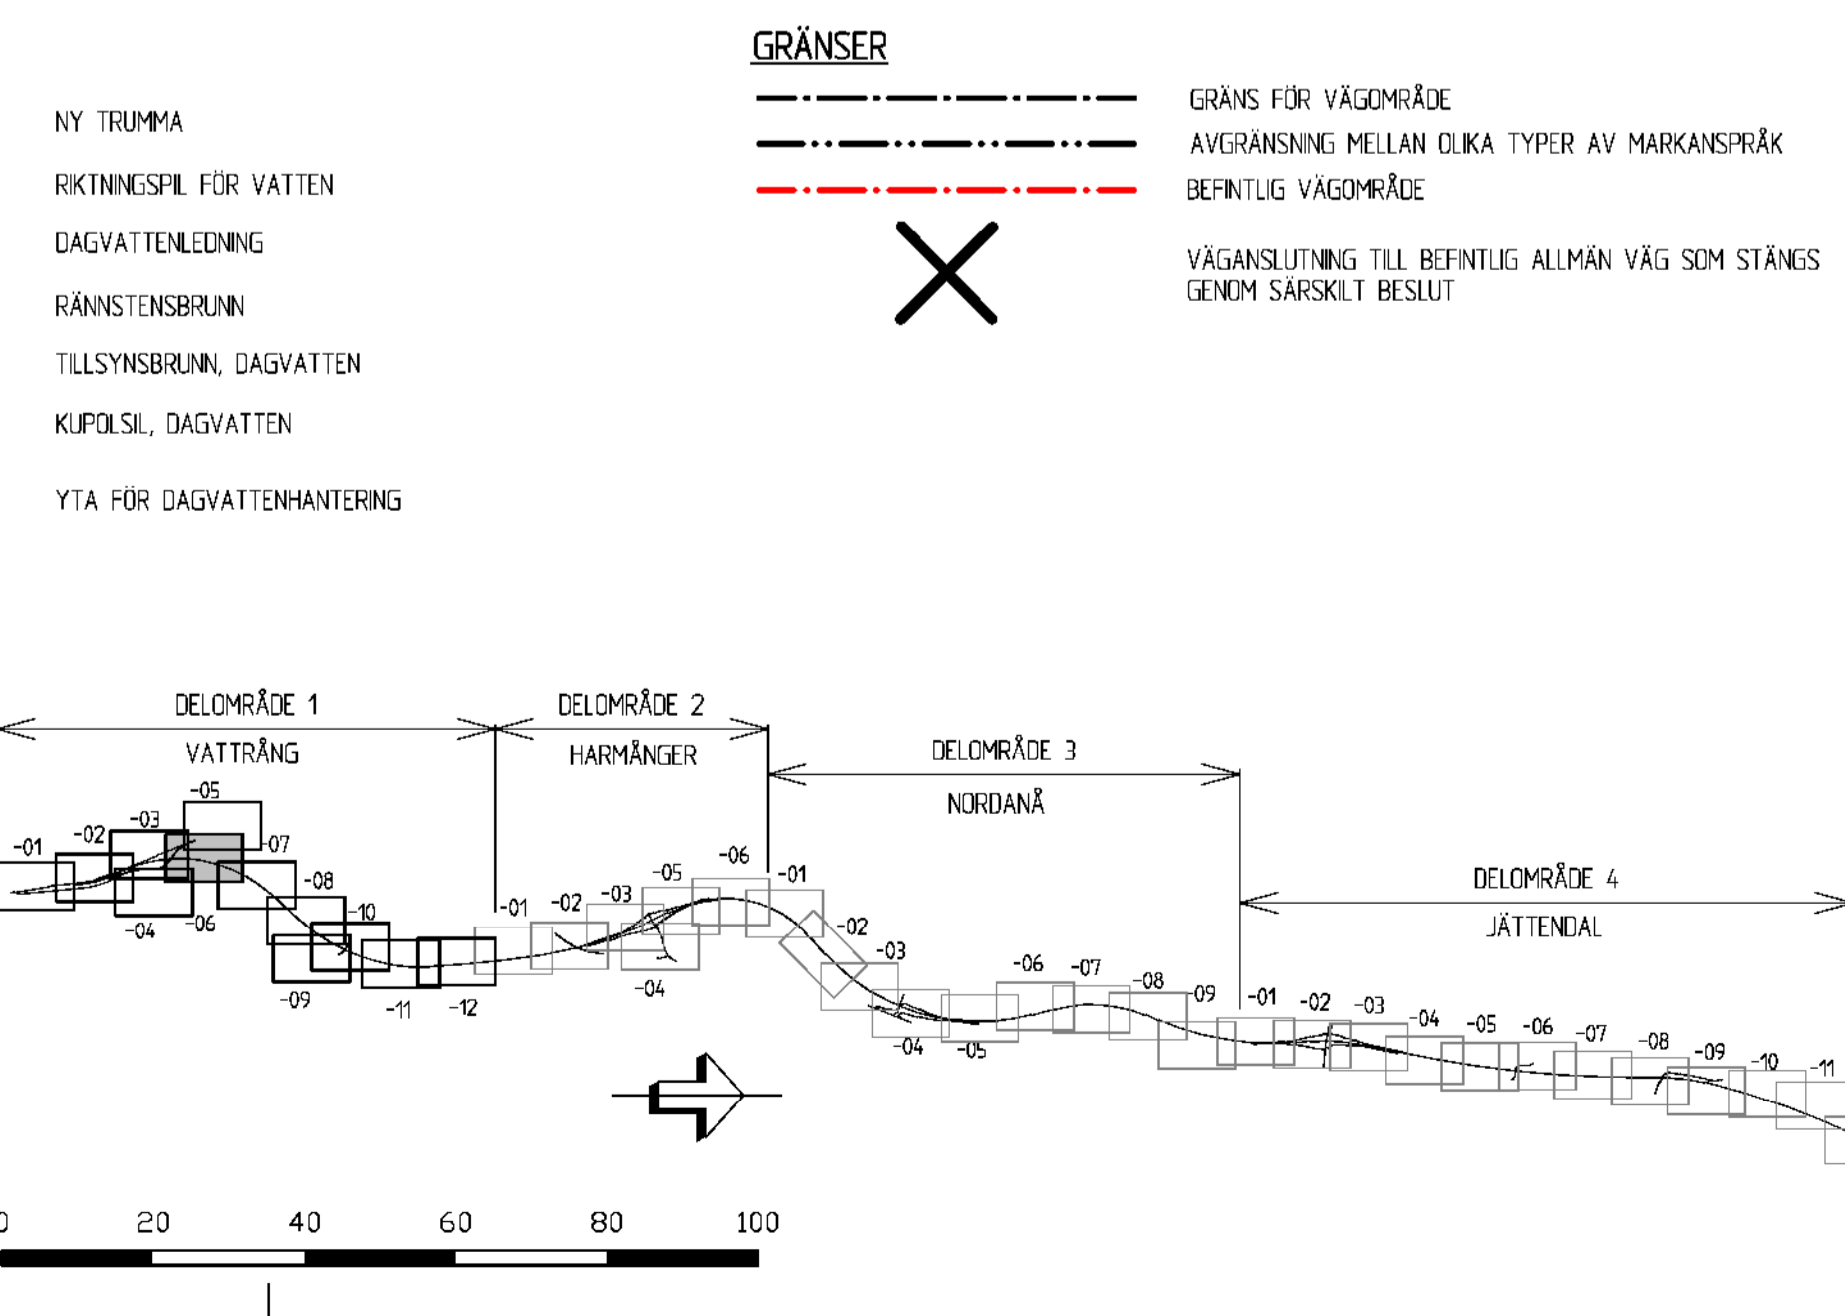 GRÄNSER
GRÄNS FÖR VÄGOMRÅDE
AVGRÄNSNING MELLAN OLIKA TYPER AV MARKANSPRÅK
BEFINTLIG VÄGOMRÅDE
VÄGANSLUTNING TILL BEFINTLIG ALLMÄN VÄG SOM STÄNGS
GENOM SÄRSKILT BESLUT
NY TRUMMA
RIKTNINGSPIL FÖR VATTEN
DAGVATTENLEDNING
RÄNNSTENSBRUNN
TILLSYNSBRUNN, DAGVATTEN
KUPOLSIL, DAGVATTEN
YTA FÖR DAGVATTENHANTERING
DELOMRÅDE 1
VATTRÅNG
-01
-02
-03
-05
-07
-04
-06
-08
-10
-09
-11
-12
DELOMRÅDE 2
HARMÅNGER
-01
-02
-03
-05
-06
-04
DELOMRÅDE 3
NORDANÅ
-01
-02
-03
-04
-05
-06
-07
-08
-09
DELOMRÅDE 4
JÄTTENDAL
-01
-02
-03
-04
-05
-06
-07
-08
-09
-10
-11
0 20 40 60 80 100